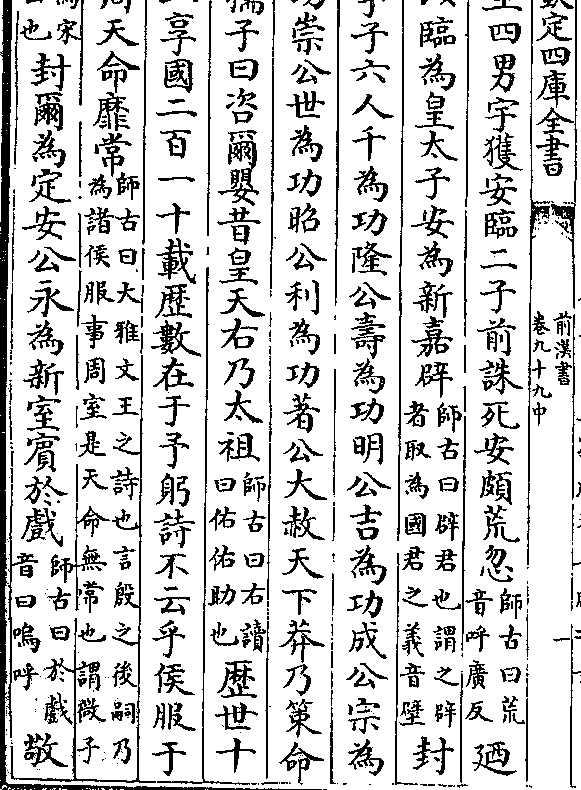 欽定四庫全書
前漢書
卷九十九中
生四男宇獲安臨二子前誅死安頗荒忽師古曰荒音呼廣反廼
以臨為皇太子安為新嘉辟師古曰辟君也謂之辟者取為國君之義音壁封
宇子六人千為功隆公壽為功明公吉為功成公宗為
功崇公世為功昭公利為功著公大赦天下莽乃策命
孺子曰咨爾嬰昔皇天右乃太祖師古曰右讀曰佑佑助也歷世十
享國二百一十載歷數在于予躬詩不云乎侯服于
周天命靡常師古曰大雅文王之詩也言殷之後嗣乃為諸侯服事周室是天命無常也謂微子
為宋也封爾為定安公永為新室賓於戲師古曰於戲音曰嗚呼敬